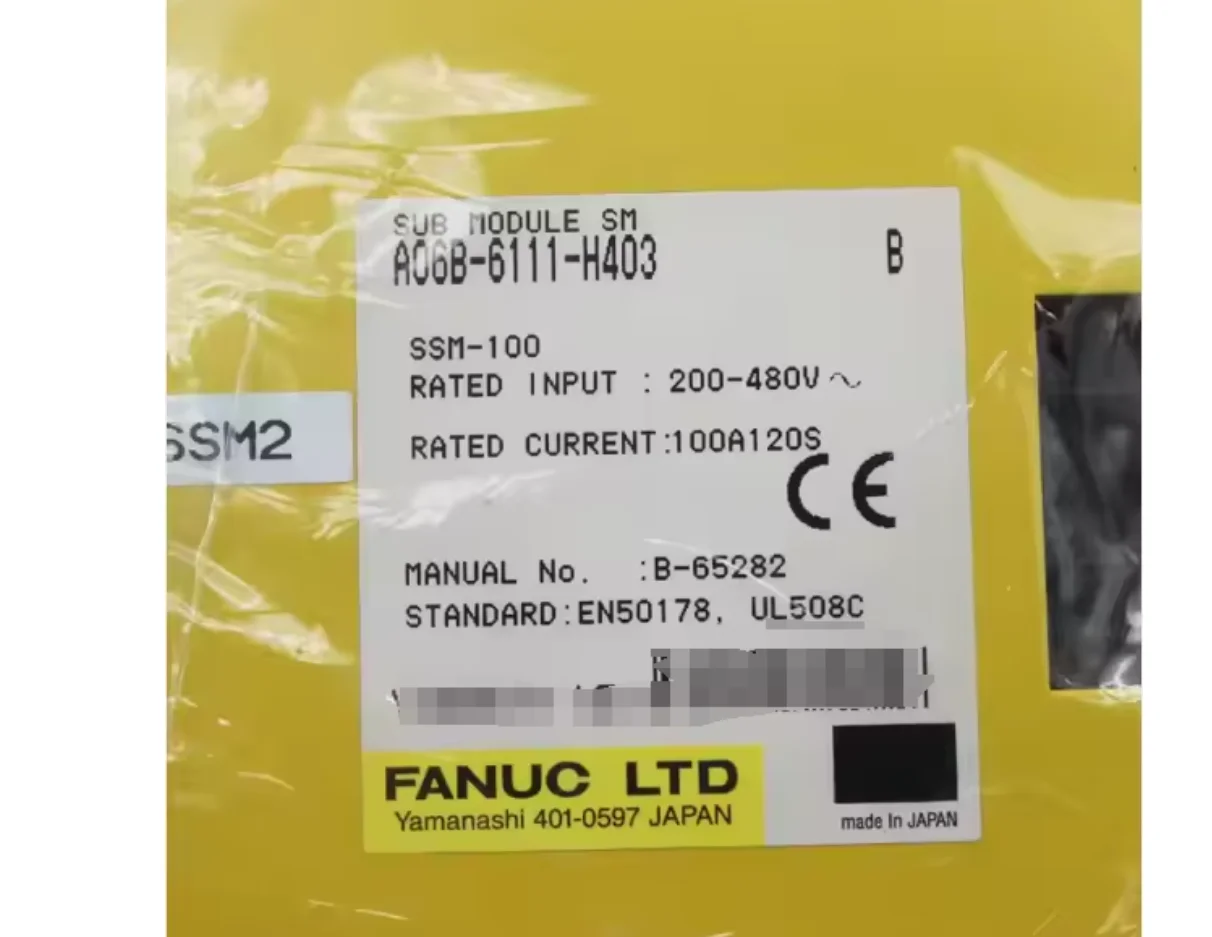 SUB MODULE SM
A06B-6111-H403 B
SSM-100
RATED INPUT : 200-480V～
SSM2
RATED CURRENT:100A120S
CE
MANUAL No. :B-65282
STANDARD:EN50178, UL508C
FANUC LTD
Yamanashi 401-0597 JAPAN
made In JAPAN